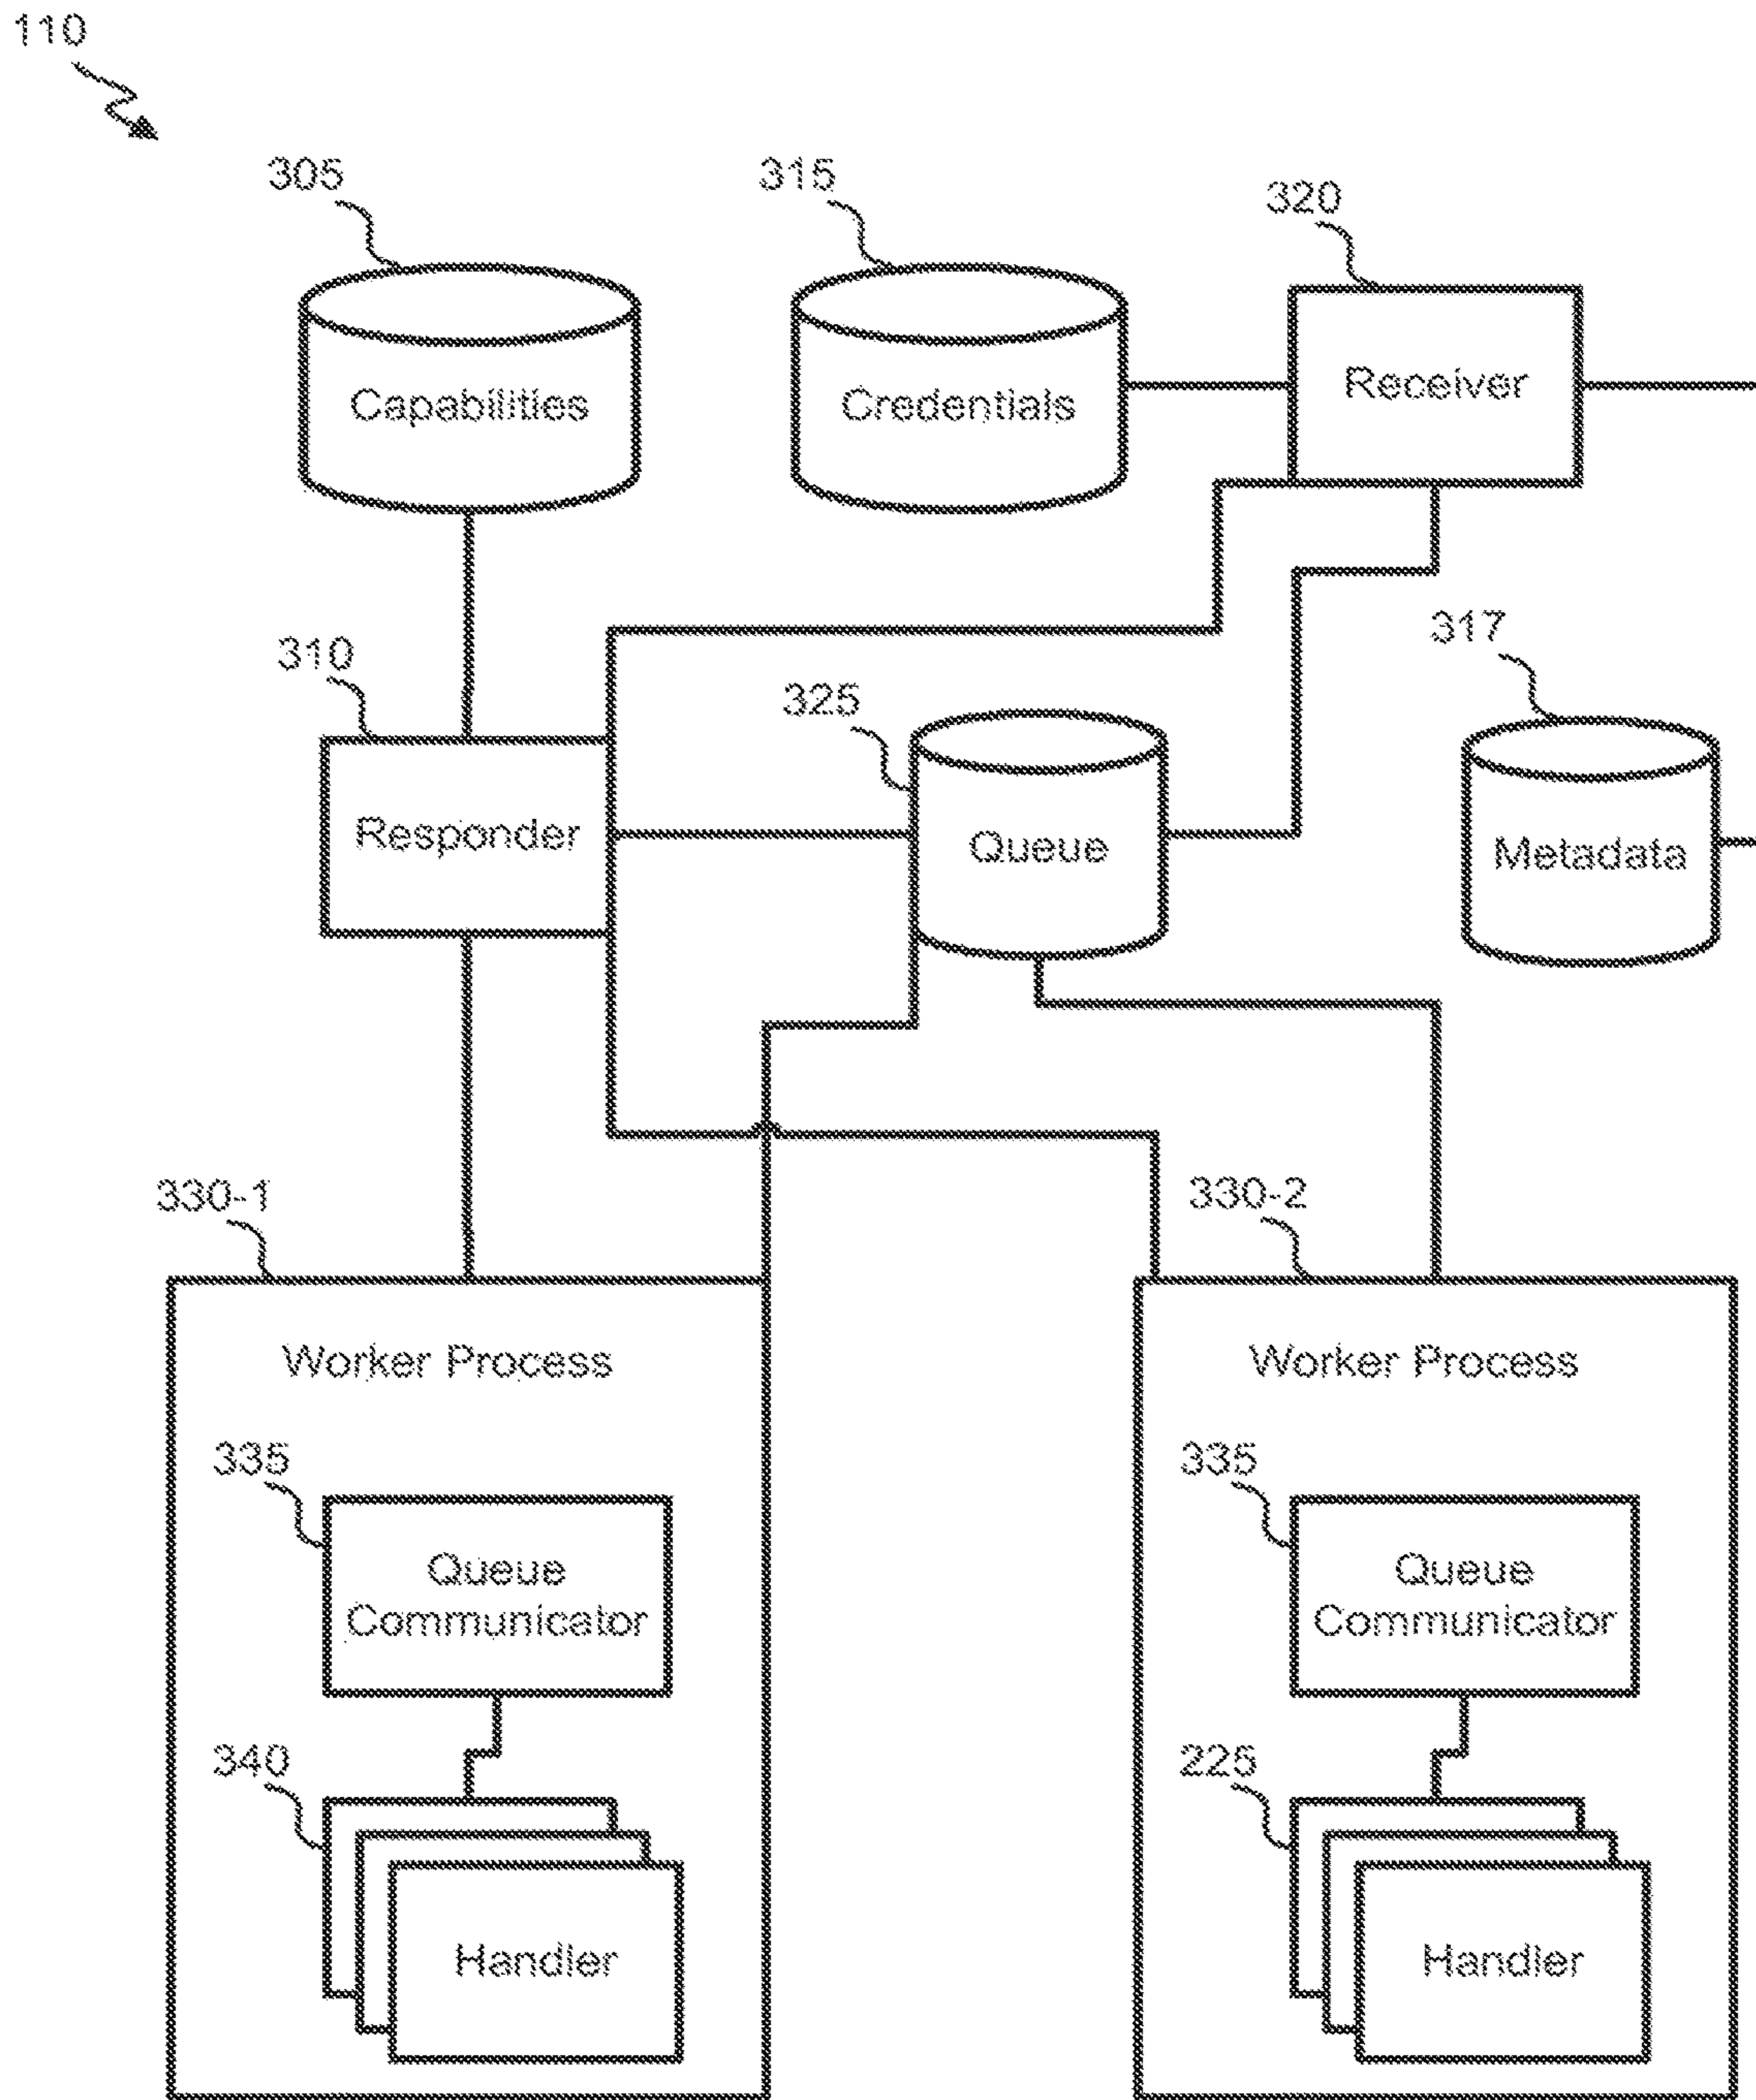 110
305
315
320
Capabilities
Credentials
Receiver
310
325
317
Responder
Queue
Metadata
330-1
330-2
Worker Process
Worker Process
335
335
Queue
Communicator
Queue
Communicator
340
225
Handler
Handler